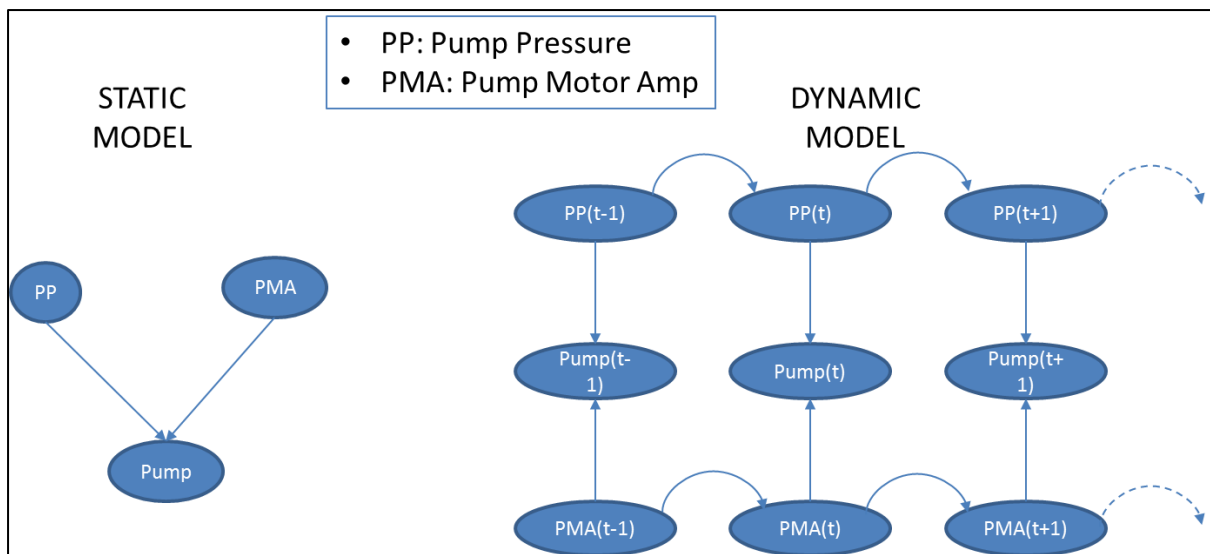 • PP: Pump Pressure
• PMA: Pump Motor Amp
STATIC
MODEL
DYNAMIC
MODEL
PP
PMA
Pump
PP(t-1)
PP(t)
PP(t+1)
Pump(t-
1)
Pump(t)
Pump(t+
1)
PMA(t-1)
PMA(t)
PMA(t+1)